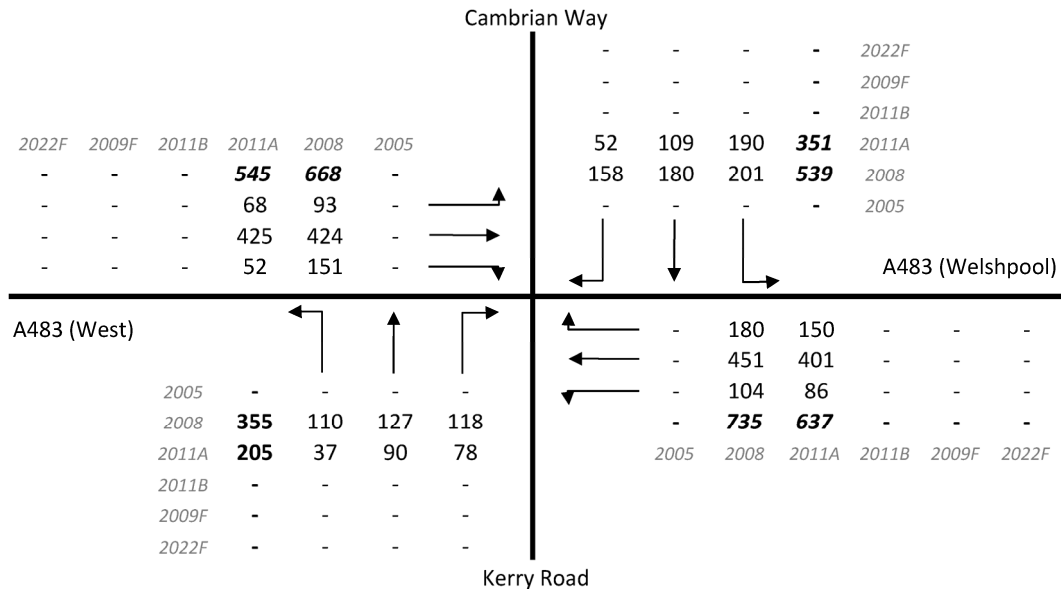 Cambrian Way
- - - - 2022F
- - - - 2009F
- - - - 2011B
52 109 190 351 2011A
158 180 201 539 2008
- - - - 2005
2022F 2009F 2011B 2011A 2008 2005
- - - 545 668 -
- - - 68 93 -
- - - 425 424 -
- - - 52 151 -
A483 (Welshpool)
A483 (West)
- 180 150 - - -
- 451 401 - - -
- 104 86 - - -
- 735 637 - - -
2005 2008 2011A 2011B 2009F 2022F
2005 - - - -
2008 355 110 127 118
2011A 205 37 90 78
2011B - - - -
2009F - - - -
2022F - - - -
Kerry Road